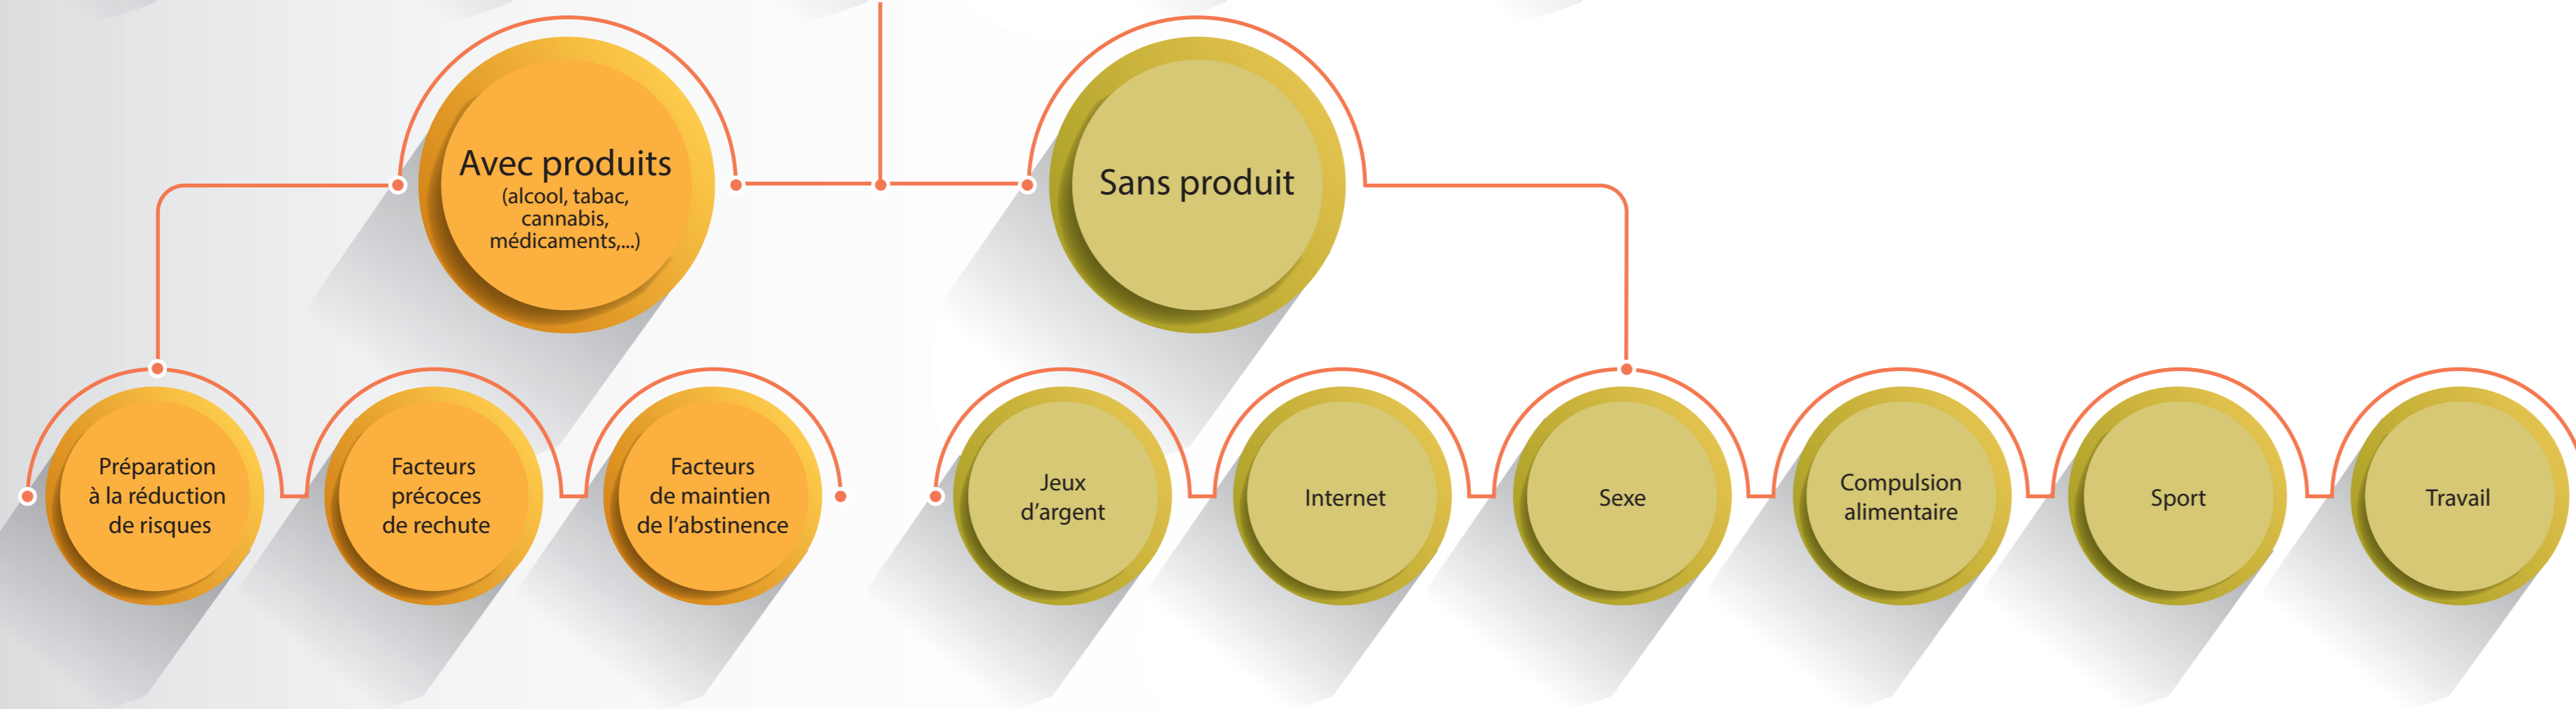 Avec produits
(alcool, tabac,
cannabis,
médicaments,...)
Sans produit
Préparation
à la réduction
de risques
Facteurs
précoces
de rechute
Facteurs
de maintien
de l'abstinence
Jeux
d'argent
Internet
Sexe
Compulsion
alimentaire
Sport
Travail